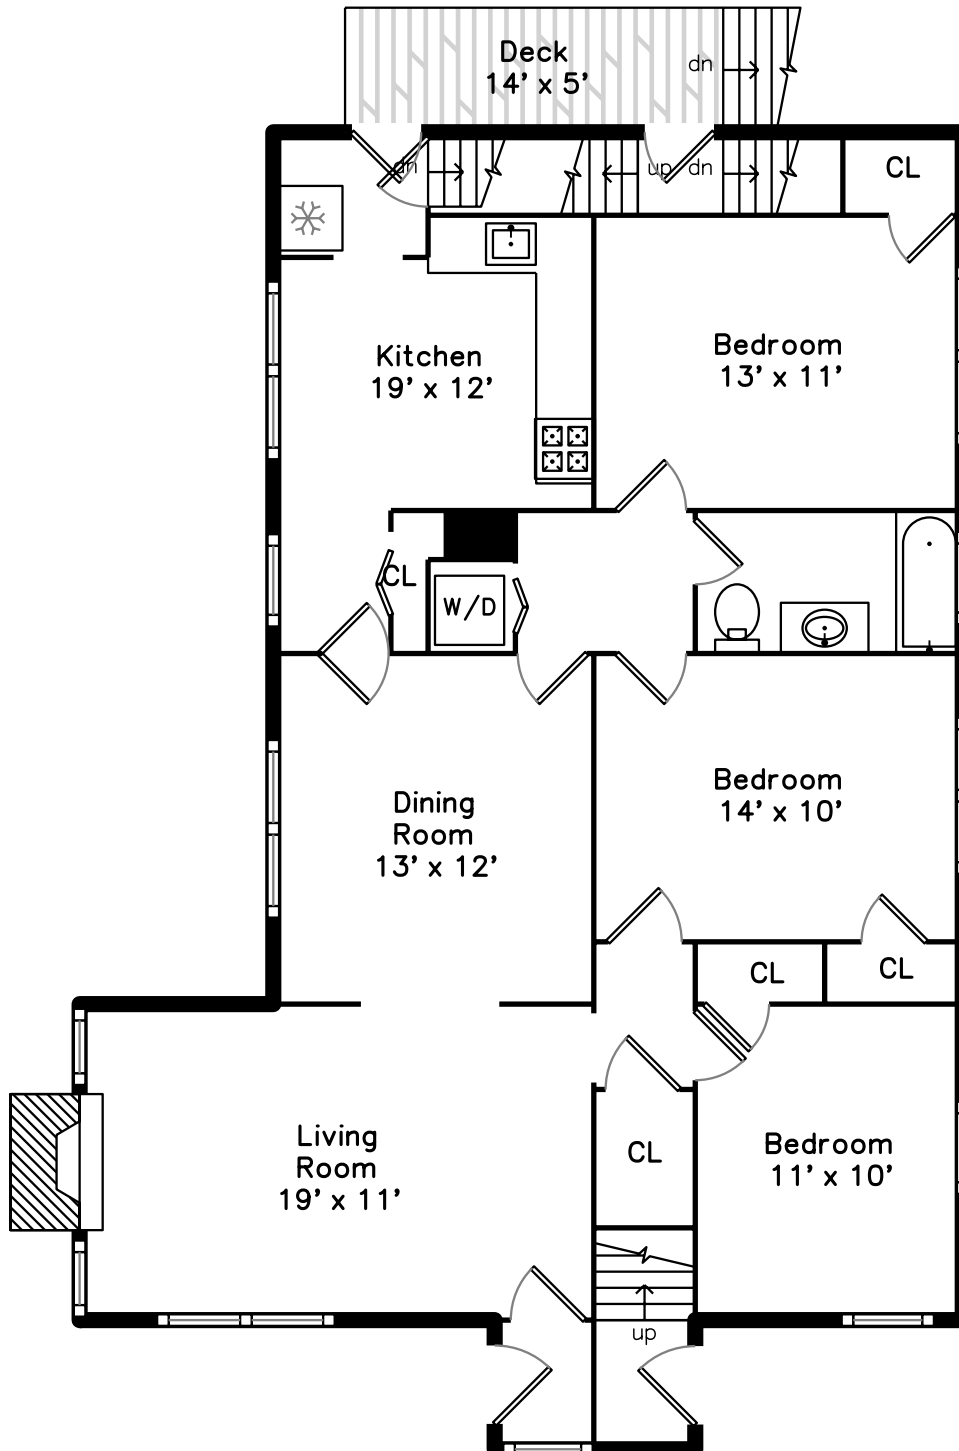 Deck
14' x 5'
dn
dn
up
dn
CL
Kitchen
19' x 12'
Bedroom
13' x 11'
CL
W/D
Dining
Room
13' x 12'
Bedroom
14' x 10'
CL
CL
Living
Room
19' x 11'
CL
Bedroom
11' x 10'
up